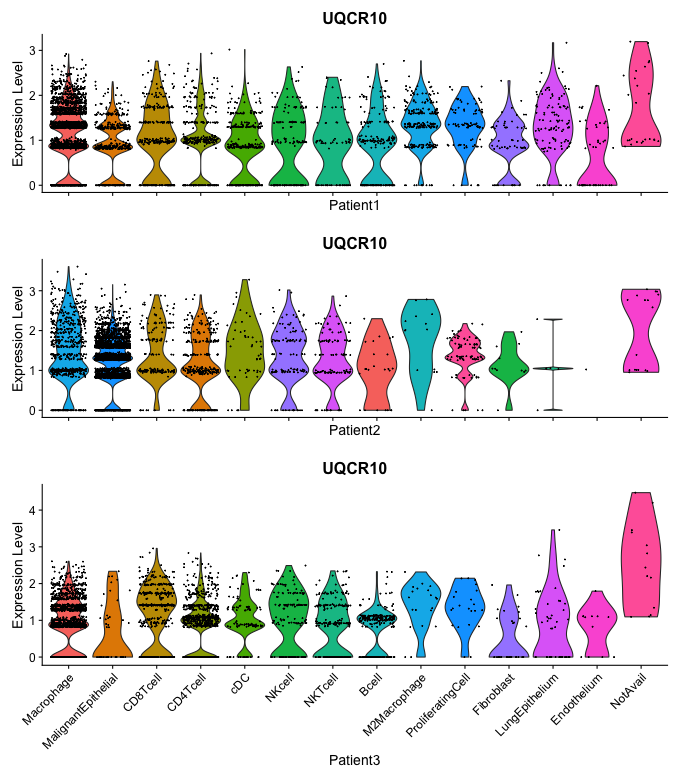 UQCR10
Expression Level
3
2
1
0
Patient1
UQCR10
Expression Level
3
2
1
0
Patient2
UQCR10
Expression Level
4
3
2
1
0
Macrophage
MalignantEpithelial
CD8Tcell
CD4Tcell
cDC
NKcell
NKTcell
Bcell
M2Macrophage
ProliferatingCell
Fibroblast
LungEpithelium
Endothelium
NotAvail
Patient3